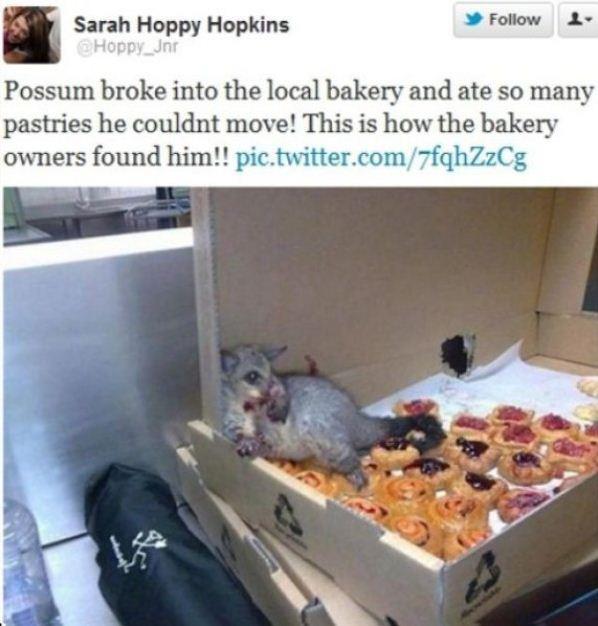 Sarah Hoppy Hopkins
Follow
@Hoppy_Jnr
Possum broke into the local bakery and ate so many
pastries he couldnt move! This is how the bakery
owners found him!! pic.twitter.com/7fqhZzCg